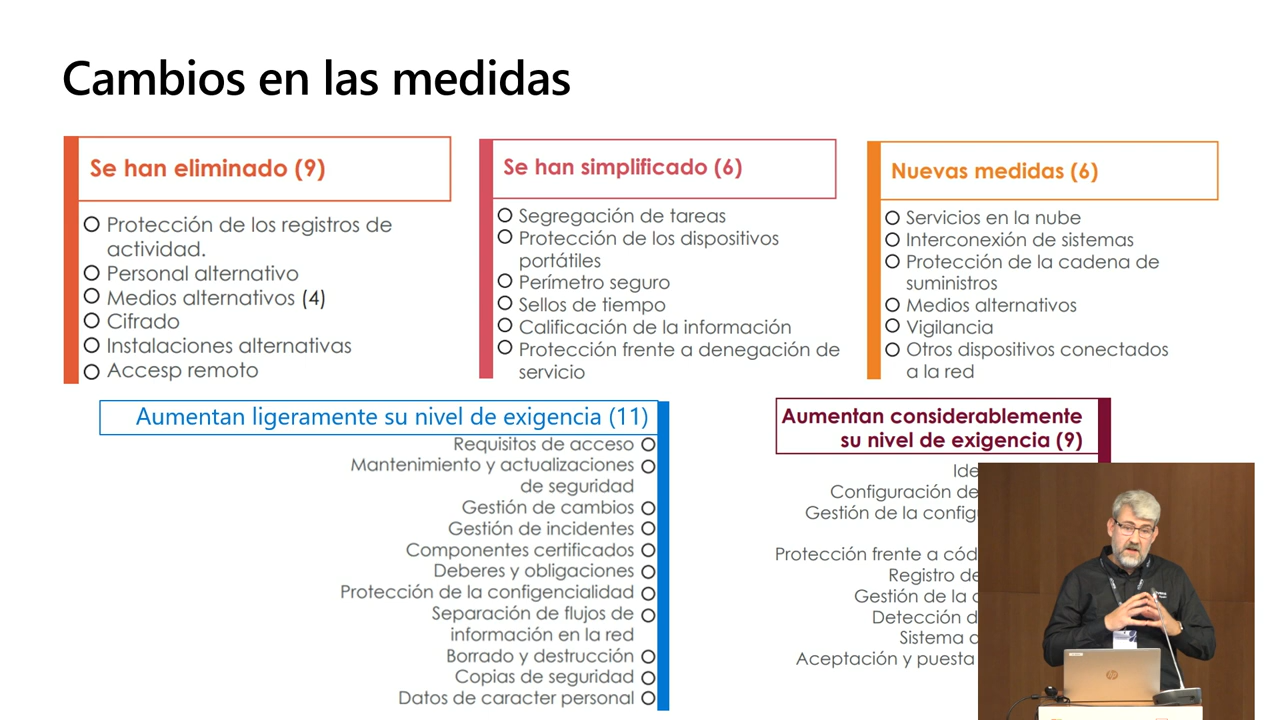 Cambios en las medidas
Se han eliminado (9)
Protección de los registros de
actividad.
Personal alternativo
Medios alternativos (4)
Cifrado
Instalaciones alternativas
Accesp remoto
Se han simplificado (6)
Segregación de tareas
Protección de los dispositivos
portátiles
Perímetro seguro
Sellos de tiempo
Calificación de la información
Protección frente a denegación de
servicio
Nuevas medidas (6)
Servicios en la nube
Interconexión de sistemas
Protección de la cadena de
suministros
Medios alternativos
Vigilancia
Otros dispositivos conectados
a la red
Aumentan ligeramente su nivel de exigencia (11)
Requisitos de acceso
Mantenimiento y actualizaciones
de seguridad
Gestión de cambios
Gestión de incidentes
Componentes certificados
Deberes y obligaciones
Protección de la configencialidad
Separación de flujos de
información en la red
Borrado y destrucción
Copias de seguridad
Datos de caracter personal
Aumentan considerablemente
su nivel de exigencia (9)
Configuración de
Gestión de la
Protección frente a
Registro de
Gestión de la
Detección
Sistema
Aceptación y puesta